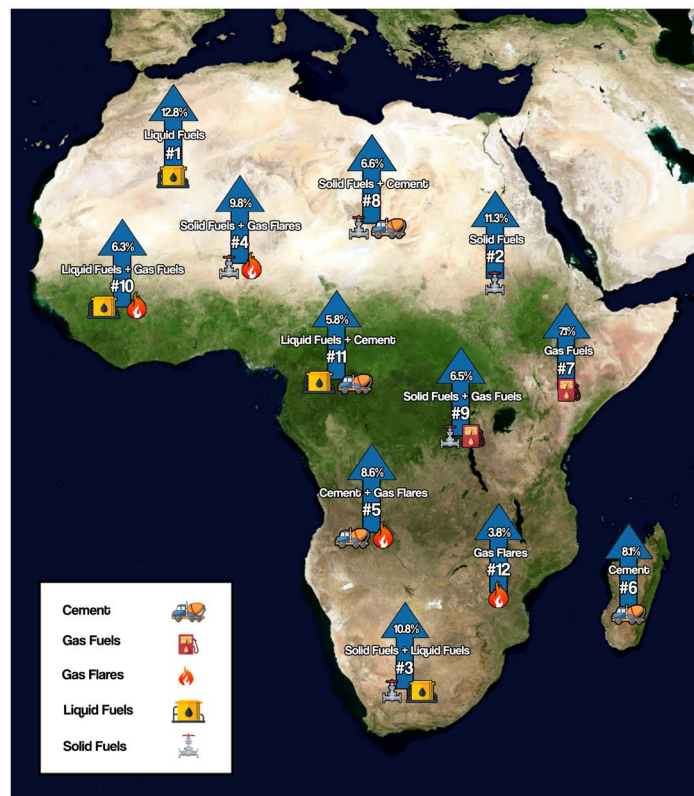 12.8%
Liquid Fuels
#1
6.6%
Solid Fuels + Cement
#8
9.8%
Solid Fuels + Gas Flares
#4
11.3%
Solid Fuels
#2
6.3%
Liquid Fuels + Gas Fuels
#10
5.8%
Liquid Fuels + Cement
#11
7.1%
Gas Fuels
#7
6.5%
Solid Fuels + Gas Fuels
#9
8.6%
Cement + Gas Flares
#5
3.8%
Gas Flares
#12
8.1%
Cement
#6
10.8%
Solid Fuels + Liquid Fuels
#3
Cement
Gas Fuels
Gas Flares
Liquid Fuels
Solid Fuels